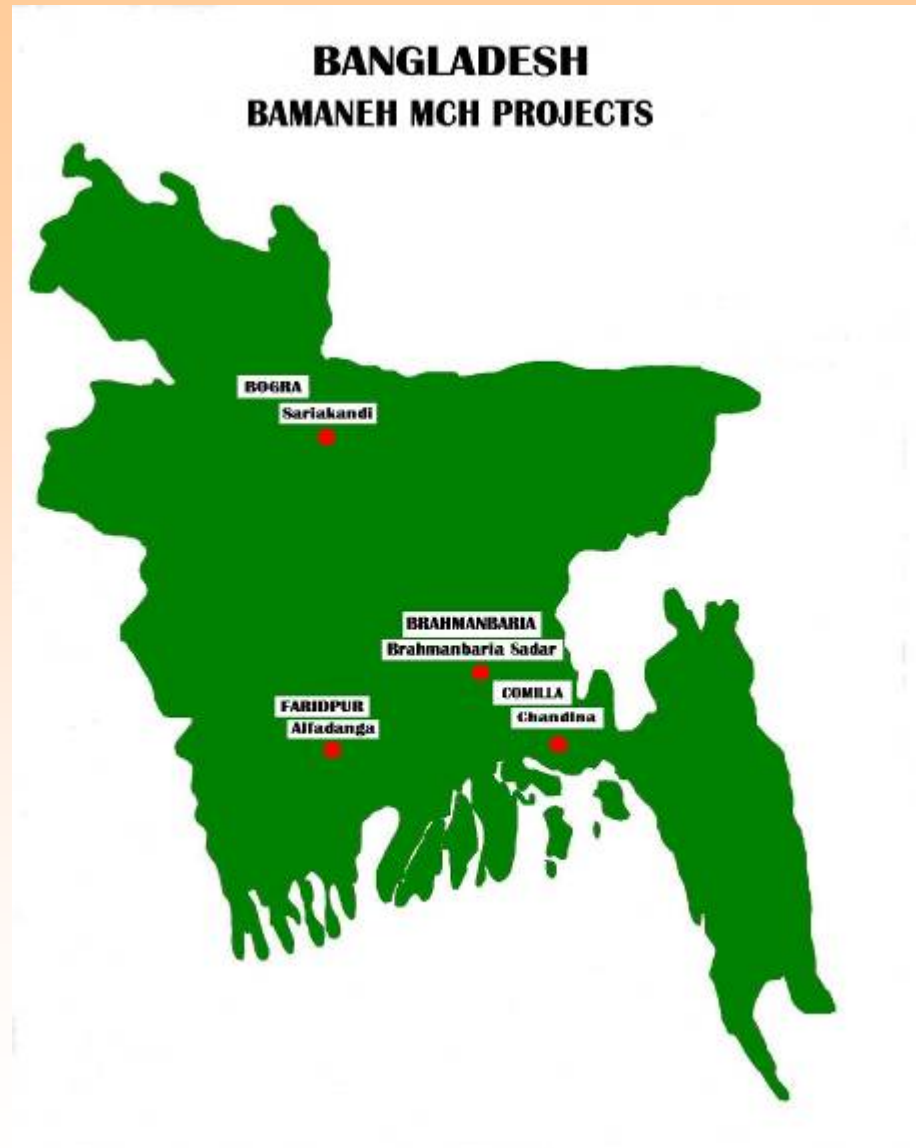 BANGLADESH
BAMANEH MCH PROJECTS
BOGRA
Sariakandi
BRAHMANBARIA
Brahmanbaria Sadar
COMILLA
Chandina
FARIDPUR
Alfadanga